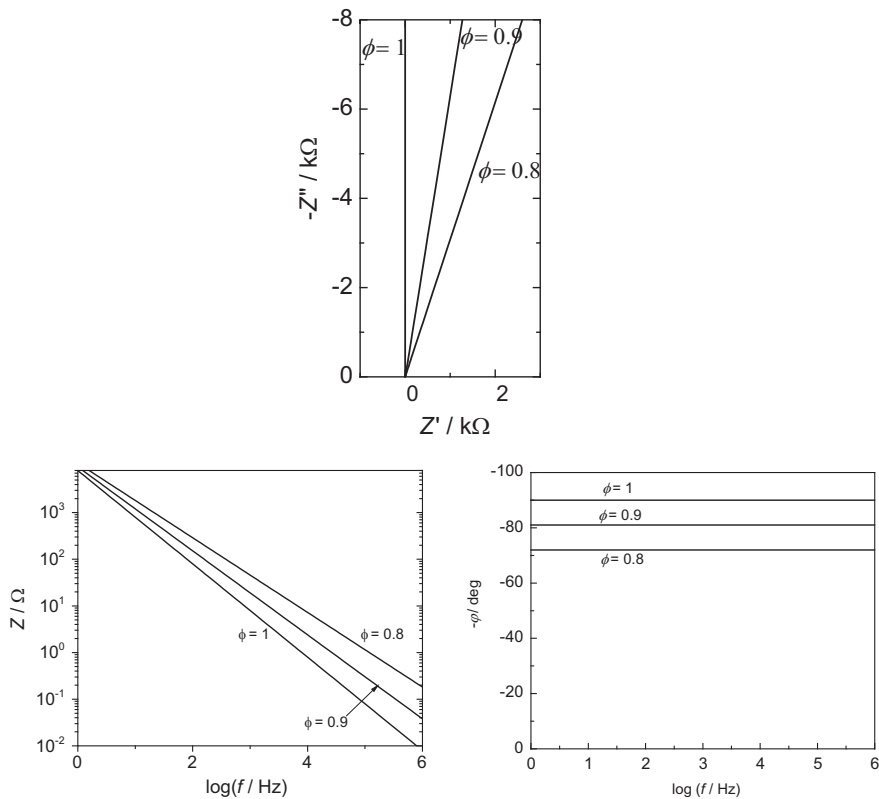 -8
-6
-4
-2
0
-Z'' / kΩ
ϕ= 1
ϕ= 0.9
ϕ= 0.8
0
2
Z' / kΩ
10³
10²
10¹
10⁰
10⁻¹
10⁻²
Z / Ω
ϕ = 1
ϕ = 0.8
ϕ = 0.9
0
2
4
6
log(f / Hz)
-100
-80
-60
-40
-20
0
-φ/ deg
ϕ = 1
ϕ = 0.9
ϕ= 0.8
0
1
2
3
4
5
6
log (f / Hz)